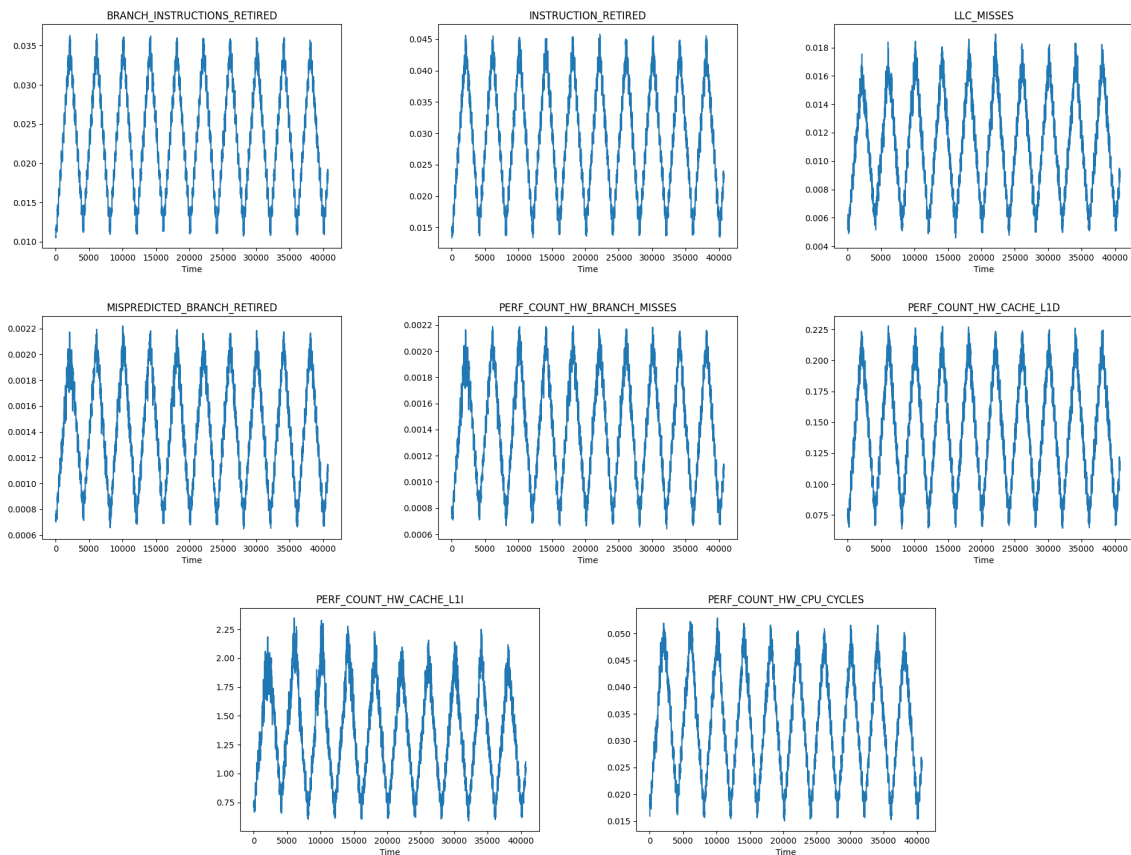 BRANCH_INSTRUCTIONS_RETIRED
0.035
0.030
0.025
0.020
0.015
0.010
0 5000 10000 15000 20000 25000 30000 35000 40000
Time
INSTRUCTION_RETIRED
0.045
0.040
0.035
0.030
0.025
0.020
0.015
0 5000 10000 15000 20000 25000 30000 35000 40000
Time
LLC_MISSES
0.018
0.016
0.014
0.012
0.010
0.008
0.006
0.004
0 5000 10000 15000 20000 25000 30000 35000 40000
Time
MISPREDICTED_BRANCH_RETIRED
0.0022
0.0020
0.0018
0.0016
0.0014
0.0012
0.0010
0.0008
0.0006
0 5000 10000 15000 20000 25000 30000 35000 40000
Time
PERF_COUNT_HW_BRANCH_MISSES
0.0022
0.0020
0.0018
0.0016
0.0014
0.0012
0.0010
0.0008
0.0006
0 5000 10000 15000 20000 25000 30000 35000 40000
Time
PERF_COUNT_HW_CACHE_L1D
0.225
0.200
0.175
0.150
0.125
0.100
0.075
0 5000 10000 15000 20000 25000 30000 35000 40000
Time
PERF_COUNT_HW_CACHE_L1I
2.25
2.00
1.75
1.50
1.25
1.00
0.75
0 5000 10000 15000 20000 25000 30000 35000 40000
Time
PERF_COUNT_HW_CPU_CYCLES
0.050
0.045
0.040
0.035
0.030
0.025
0.020
0.015
0 5000 10000 15000 20000 25000 30000 35000 40000
Time